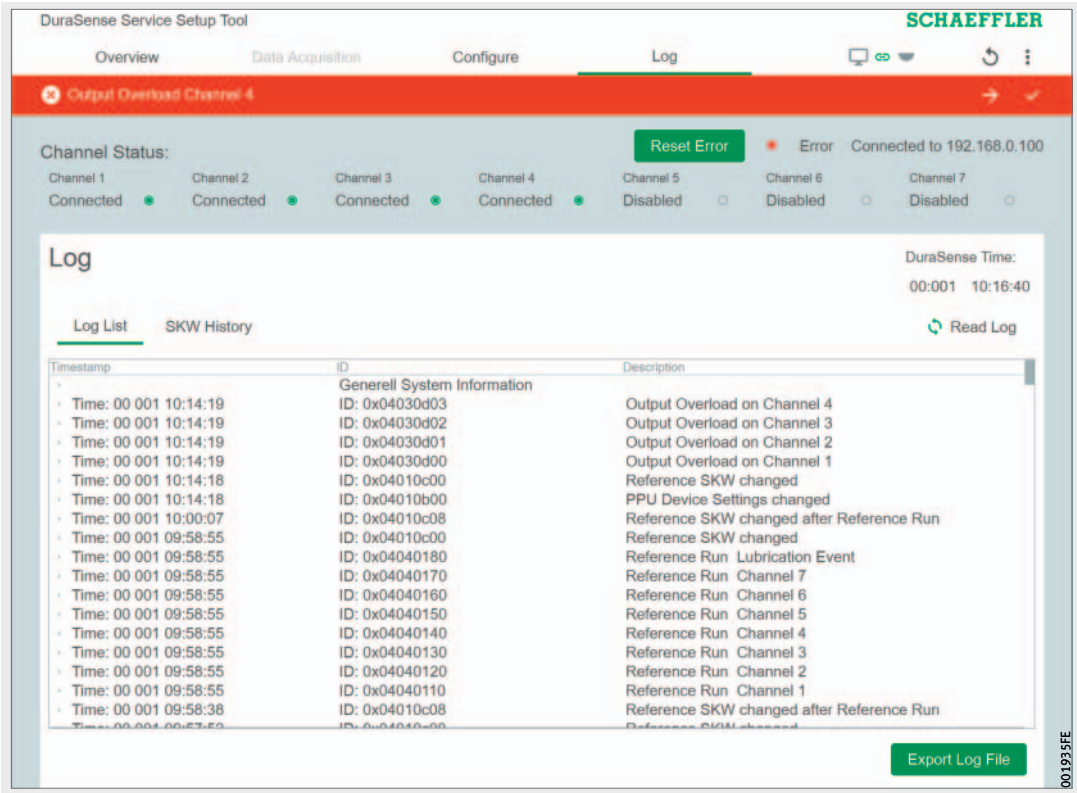 DuraSense Service Setup Tool
SCHAEFFLER
Overview Data Acquisition Configure Log
Output Overload Channel 4
Channel Status:
Reset Error Error Connected to 192.168.0.100
Channel 1 Channel 2 Channel 3 Channel 4 Channel 5 Channel 6 Channel 7
Connected Connected Connected Connected Disabled Disabled Disabled
Log
DuraSense Time:
00:001 10:16:40
Log List SKW History Read Log
Timestamp ID Description
Generell System Information
Time: 00 001 10:14:19 ID: 0x04030d03 Output Overload on Channel 4
Time: 00 001 10:14:19 ID: 0x04030d02 Output Overload on Channel 3
Time: 00 001 10:14:19 ID: 0x04030d01 Output Overload on Channel 2
Time: 00 001 10:14:19 ID: 0x04030d00 Output Overload on Channel 1
Time: 00 001 10:14:18 ID: 0x04010c00 Reference SKW changed
Time: 00 001 10:14:18 ID: 0x04010b00 PPU Device Settings changed
Time: 00 001 10:00:07 ID: 0x04010c08 Reference SKW changed after Reference Run
Time: 00 001 09:58:55 ID: 0x04010c00 Reference SKW changed
Time: 00 001 09:58:55 ID: 0x04040180 Reference Run Lubrication Event
Time: 00 001 09:58:55 ID: 0x04040170 Reference Run Channel 7
Time: 00 001 09:58:55 ID: 0x04040160 Reference Run Channel 6
Time: 00 001 09:58:55 ID: 0x04040150 Reference Run Channel 5
Time: 00 001 09:58:55 ID: 0x04040140 Reference Run Channel 4
Time: 00 001 09:58:55 ID: 0x04040130 Reference Run Channel 3
Time: 00 001 09:58:55 ID: 0x04040120 Reference Run Channel 2
Time: 00 001 09:58:55 ID: 0x04040110 Reference Run Channel 1
Time: 00 001 09:58:38 ID: 0x04010c08 Reference SKW changed after Reference Run
Reference SKW changed
Export Log File
001935FE